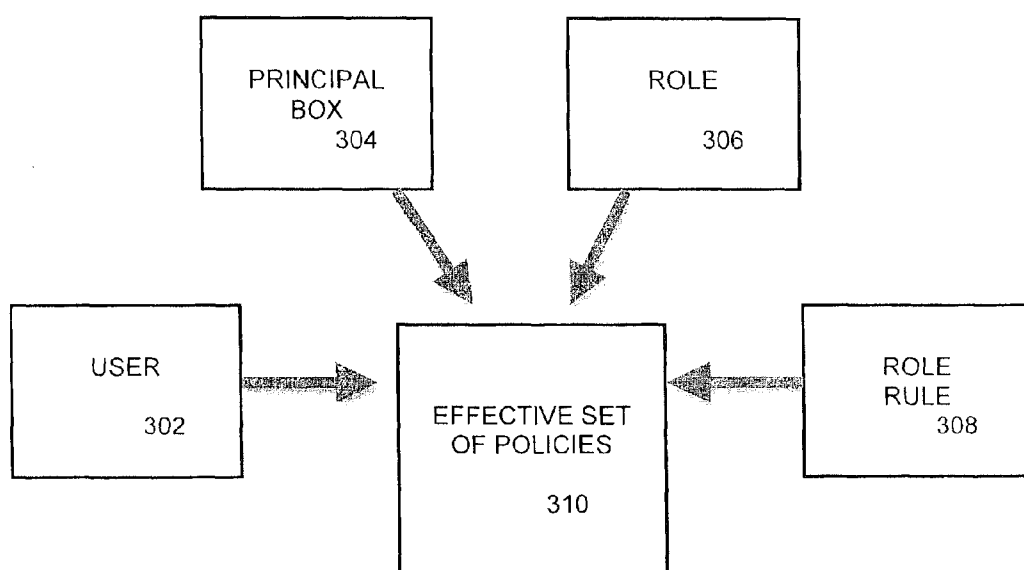 PRINCIPAL
BOX
304
ROLE
306
USER
302
EFFECTIVE SET
OF POLICIES
310
ROLE
RULE
308